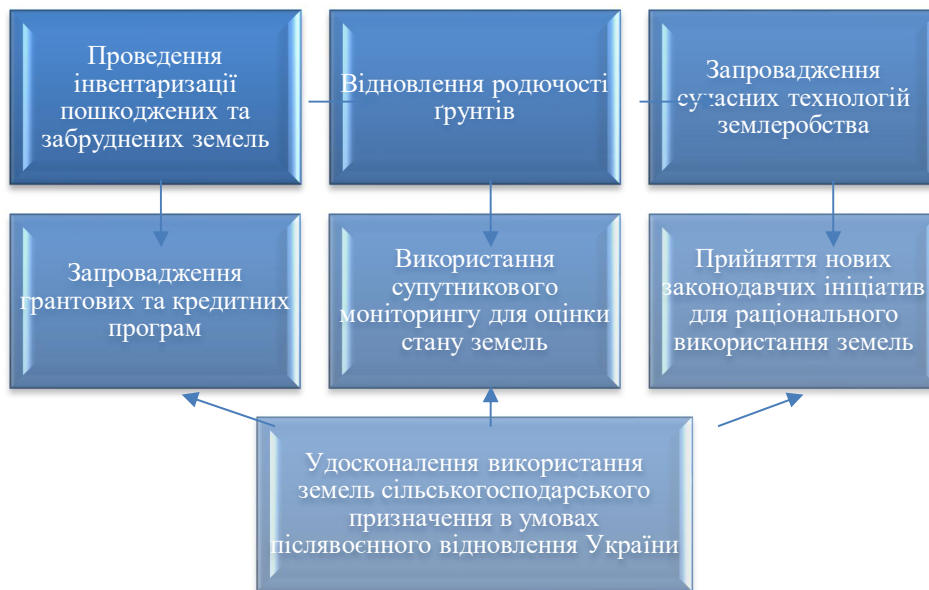 Проведення
інвентаризації
пошкоджених та
забруднених земель
Відновлення родючості
ґрунтів
Запровадження
сучасних технологій
землеробства
Запровадження
грантових та кредитних
програм
Використання
супутникового
моніторингу для оцінки
стану земель
Прийняття нових
законодавчих ініціатив
для раціонального
використання земель
Удосконалення використання
земель сільськогосподарського
призначення в умовах
післявоєнного відновлення України